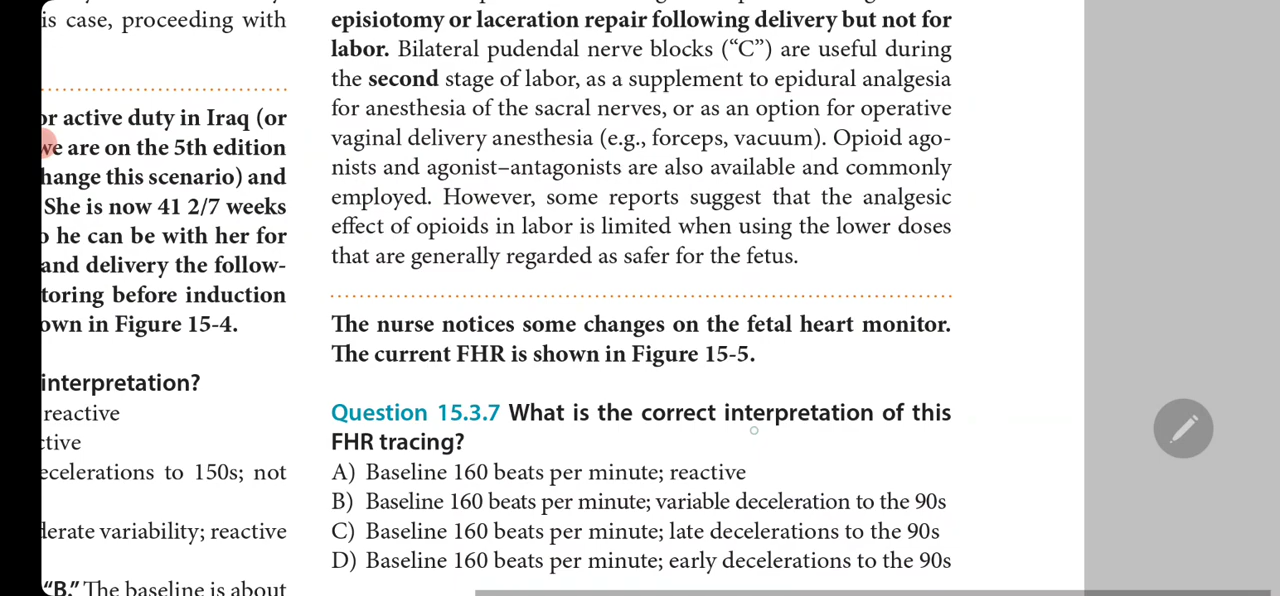 is case, proceeding with
or active duty in Iraq (or
we are on the 5th edition
hange this scenario) and
She is now 41 2/7 weeks
o he can be with her for
and delivery the follow-
toring before induction
own in Figure 15-4.
interpretation?
reactive
ctive
ecelerations to 150s; not
derate variability; reactive
“B.” The baseline is about
episiotomy or laceration repair following delivery but not for
labor. Bilateral pudendal nerve blocks (“C”) are useful during
the second stage of labor, as a supplement to epidural analgesia
for anesthesia of the sacral nerves, or as an option for operative
vaginal delivery anesthesia (e.g., forceps, vacuum). Opioid ago-
nists and agonist–antagonists are also available and commonly
employed. However, some reports suggest that the analgesic
effect of opioids in labor is limited when using the lower doses
that are generally regarded as safer for the fetus.
The nurse notices some changes on the fetal heart monitor.
The current FHR is shown in Figure 15-5.
Question 15.3.7 What is the correct interpretation of this
FHR tracing?
A) Baseline 160 beats per minute; reactive
B) Baseline 160 beats per minute; variable deceleration to the 90s
C) Baseline 160 beats per minute; late decelerations to the 90s
D) Baseline 160 beats per minute; early decelerations to the 90s